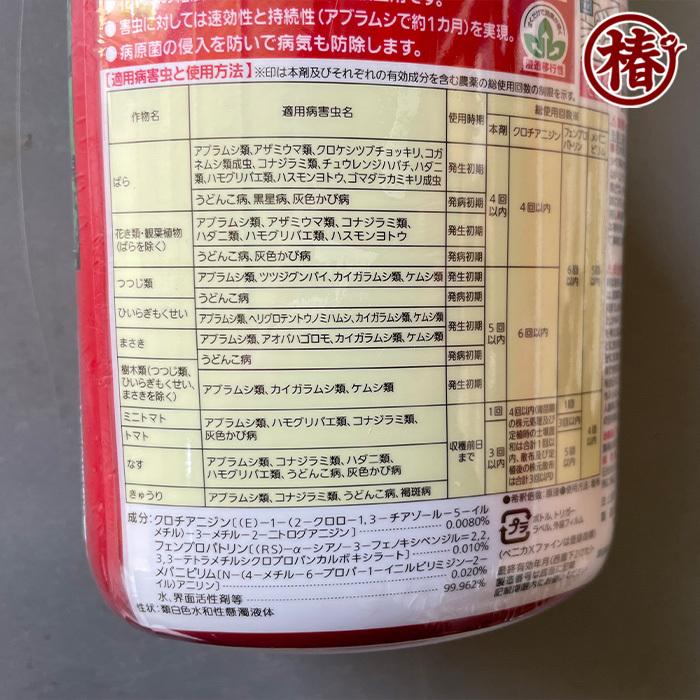 ●害虫に対しては速効性と持続性(アブラムシで約1カ月)を実現。
●病原菌の侵入を防いで病気も防除します。
浸透移行性
椿
【適用病害虫と使用方法】※印は本剤及びそれぞれの有効成分を含む農薬の総使用回数の制限を示す。
作物名 適用病害虫名 使用時期 総使用回数※
本剤 クロチアニジン フェンプロパトリン メパニピリム
ばら アブラムシ類、アザミウマ類、クロケシツブチョッキリ、コガ
ネムシ類成虫、コナジラミ類、チュウレンジハバチ、ハダニ
類、ハモグリバエ類、ハスモンヨトウ、ゴマダラカミキリ成虫 発生初期
うどんこ病、黒星病、灰色かび病 発病初期 4回以内 4回以内
花き類・観葉植物
(ばらを除く) アブラムシ類、アザミウマ類、コナジラミ類、
ハダニ類、ハモグリバエ類、ハスモンヨトウ 発生初期
うどんこ病、灰色かび病 発病初期
つつじ類 アブラムシ類、ツツジグンバイ、カイガラムシ類、ケムシ類 発生初期
うどんこ病 発病初期
ひいらぎもくせい アブラムシ類、ヘリグロテントウノミハムシ、カイガラムシ類、ケムシ類 発生初期 5回以内 6回以内
まさき アブラムシ類、アオバハゴロモ、カイガラムシ類、ケムシ類
うどんこ病 発病初期
樹木類(つつじ類、
ひいらぎもくせい、
まさきを除く) アブラムシ類、カイガラムシ類、ケムシ類 発生初期
ミニトマト
トマト アブラムシ類、ハモグリバエ類、コナジラミ類、
灰色かび病 収穫前日まで 1回 3回以内
なす アブラムシ類、コナジラミ類、ハダニ類、
ハモグリバエ類、うどんこ病、灰色かび病
きゅうり アブラムシ類、コナジラミ類、うどんこ病、褐斑病
成分:クロチアニジン[(E)-1-(2-クロロ-1,3-チアゾール-5-イル
メチル)-3-メチル-2-ニトログアニジン] 0.0080%
フェンプロパトリン[(RS)-α-シアノ-3-フェノキシベンジル=2,2,
3,3-テトラメチルシクロプロパンカルボキシラート] 0.010%
メパニピリム[N-(4-メチル-6-プロパ-1-イニルピリミジン-2-
イル)アニリン] 0.020%
水、界面活性剤等 99.962%
性状:類白色水和性懸濁液体
プラ
ボトル、トリガー
ラベル、外装フィルム